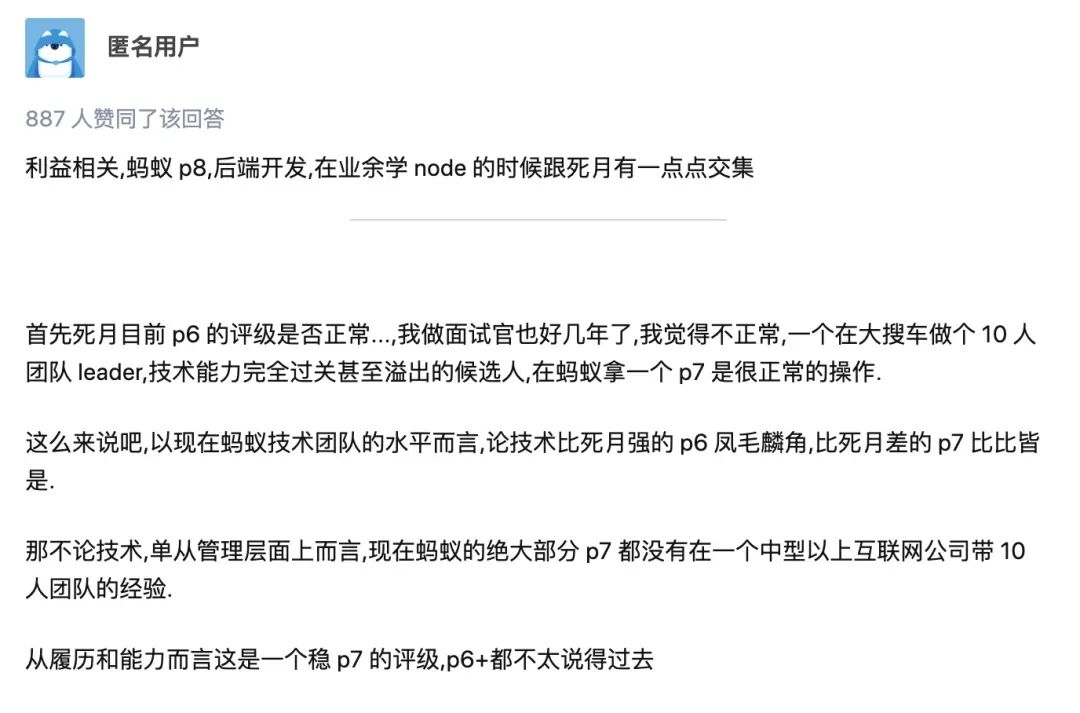 匿名用户
887 人赞同了该回答
利益相关,蚂蚁 p8,后端开发,在业余学 node 的时候跟死月有一点点交集
首先死月目前 p6 的评级是否正常...,我做面试官也好几年了,我觉得不正常,一个在大搜车做个 10 人
团队 leader,技术能力完全过关甚至溢出的候选人,在蚂蚁拿一个 p7 是很正常的操作.
这么来说吧,以现在蚂蚁技术团队的水平而言,论技术比死月强的 p6 凤毛麟角,比死月差的 p7 比比皆
是.
那不论技术,单从管理层面上而言,现在蚂蚁的绝大部分 p7 都没有在一个中型以上互联网公司带 10
人团队的经验.
从履历和能力而言这是一个稳 p7 的评级,p6+都不太说得过去